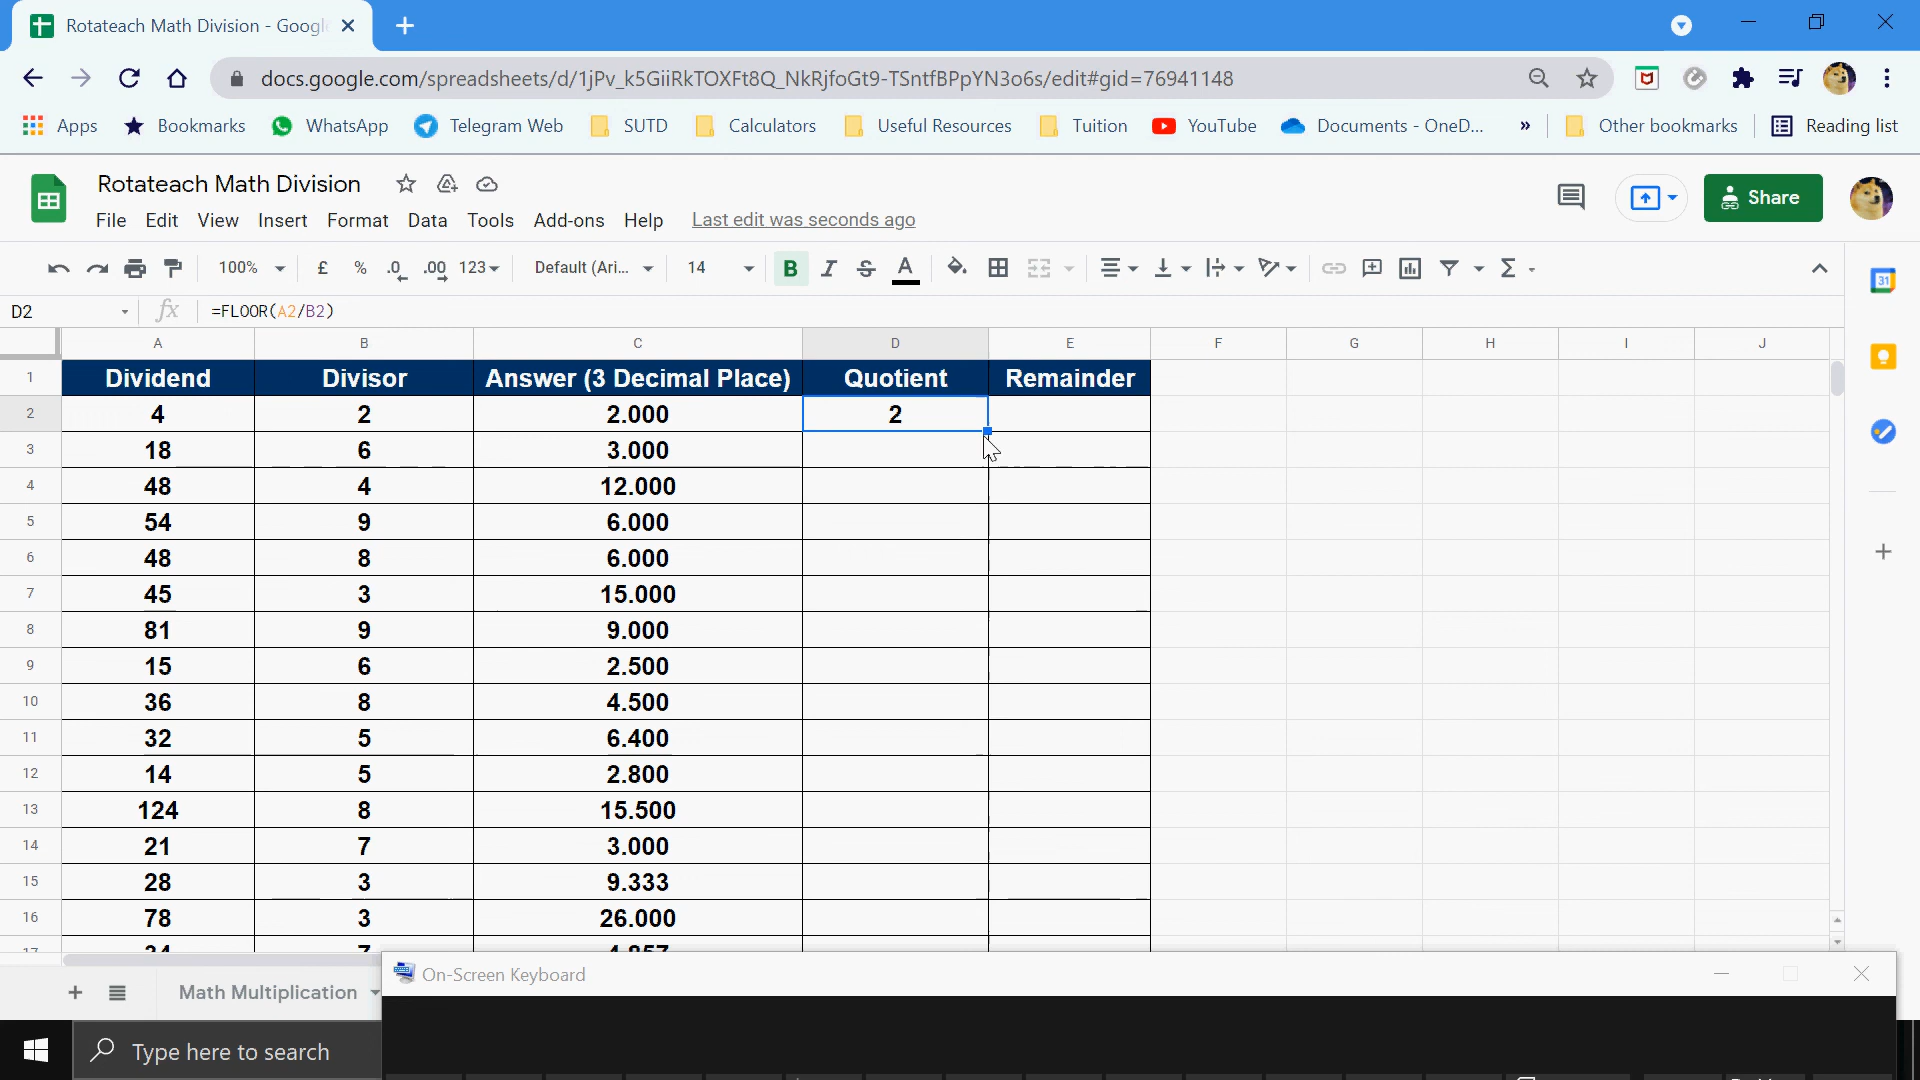 Rotateach Math Division - Googl
docs.google.com/spreadsheets/d/1jPv_k5GiiRkTOXFt8Q_NkRjfoGt9-TSntfBPpYN3o6s/edit#gid=76941148
Apps Bookmarks WhatsApp Telegram Web SUTD Calculators Useful Resources Tuition YouTube Documents - OneD... » Other bookmarks Reading list
Rotateach Math Division
File Edit View Insert Format Data Tools Add-ons Help Last edit was seconds ago
Share
100% £ % .0 .00 123 Default (Ari... 14 B I S A Σ
31
D2 fx =FLOOR(A2/B2)
A B C D E F G H I J
1 Dividend Divisor Answer (3 Decimal Place) Quotient Remainder
2 4 2 2.000 2
3 18 6 3.000
4 48 4 12.000
5 54 9 6.000
6 48 8 6.000
7 45 3 15.000
8 81 9 9.000
9 15 6 2.500
10 36 8 4.500
11 32 5 6.400
12 14 5 2.800
13 124 8 15.500
14 21 7 3.000
15 28 3 9.333
16 78 3 26.000
17 34 7 4.857
On-Screen Keyboard
Math Multiplication
Type here to search